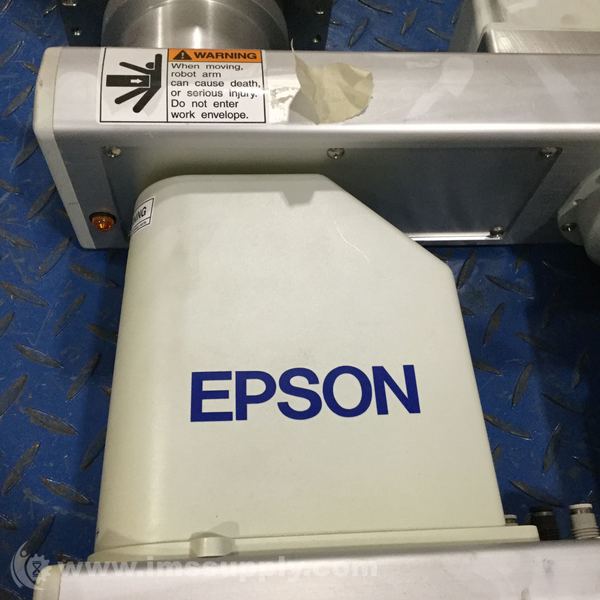 WARNING
When moving,
robot arm
can cause death,
or serious injury.
Do not enter
work envelope.
EPSON
www.imssupply.com